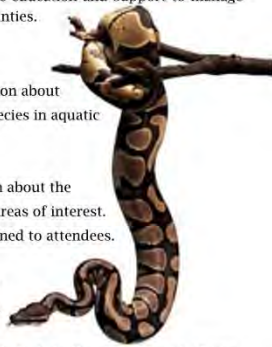 education and support to manage
nties.
on about
ecies in aquatic
n about the
reas of interest.
ned to attendees.